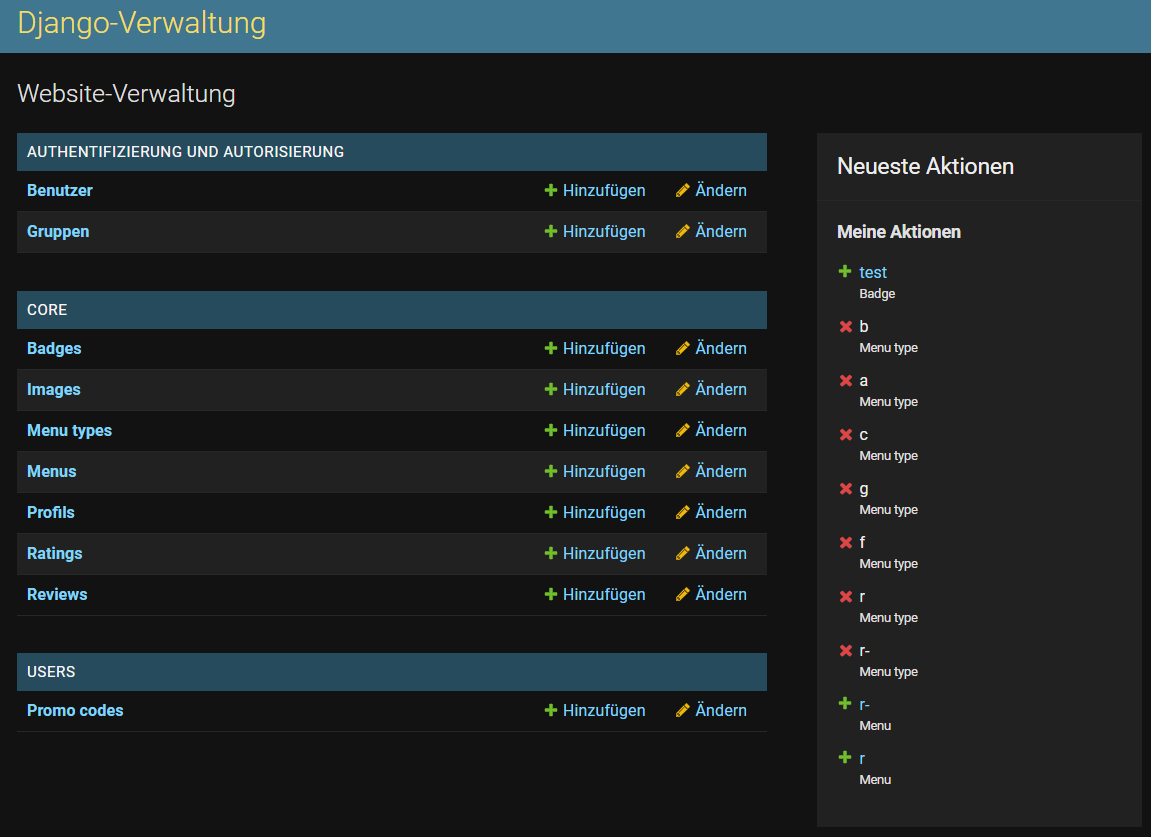 Django-Verwaltung
Website-Verwaltung
AUTHENTIFIZIERUNG UND AUTORISIERUNG
Benutzer Hinzufügen Ändern
Gruppen Hinzufügen Ändern
CORE
Badges Hinzufügen Ändern
Images Hinzufügen Ändern
Menu types Hinzufügen Ändern
Menus Hinzufügen Ändern
Profils Hinzufügen Ändern
Ratings Hinzufügen Ändern
Reviews Hinzufügen Ändern
USERS
Promo codes Hinzufügen Ändern
Neueste Aktionen
Meine Aktionen
test
Badge
b
Menu type
a
Menu type
c
Menu type
g
Menu type
f
Menu type
r
Menu type
r-
Menu type
r-
Menu
r
Menu